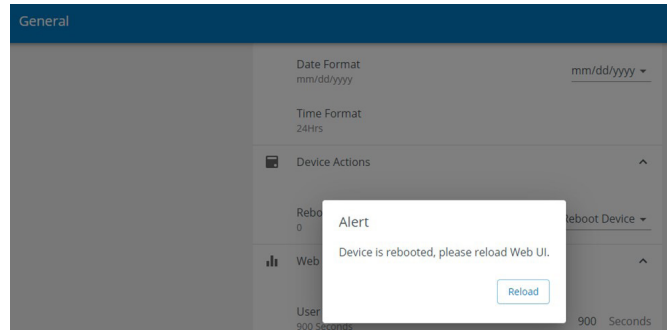 General
Date Format
mm/dd/yyyy
mm/dd/yyyy
Time Format
24Hrs
Device Actions
Rebo
Reboot Device
0
Alert
Device is rebooted, please reload Web UI.
Web
Reload
User
900 Seconds
900 Seconds